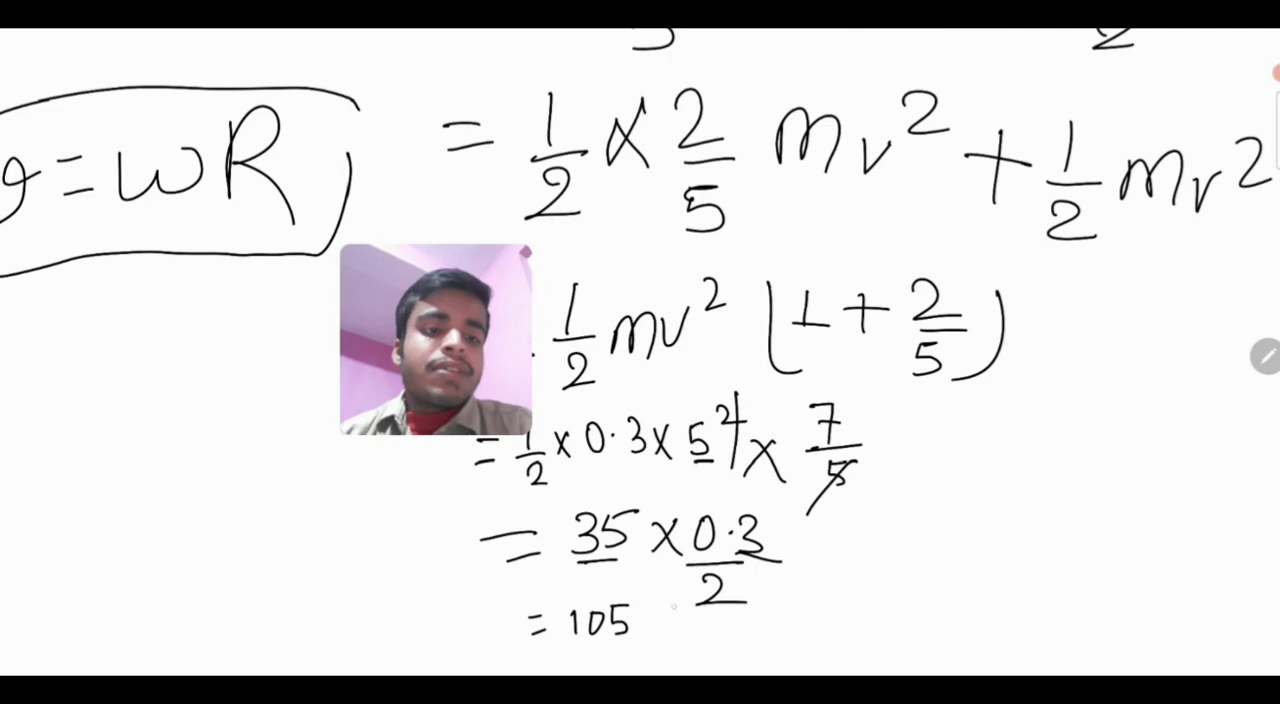 v = ωR
= 1/2 × 2/5 mv² + 1/2 mv²
1/2 mv² (1 + 2/5)
= 1/2 × 0.3 × 5² × 7/5
= 35 × 0.3/2
= 105